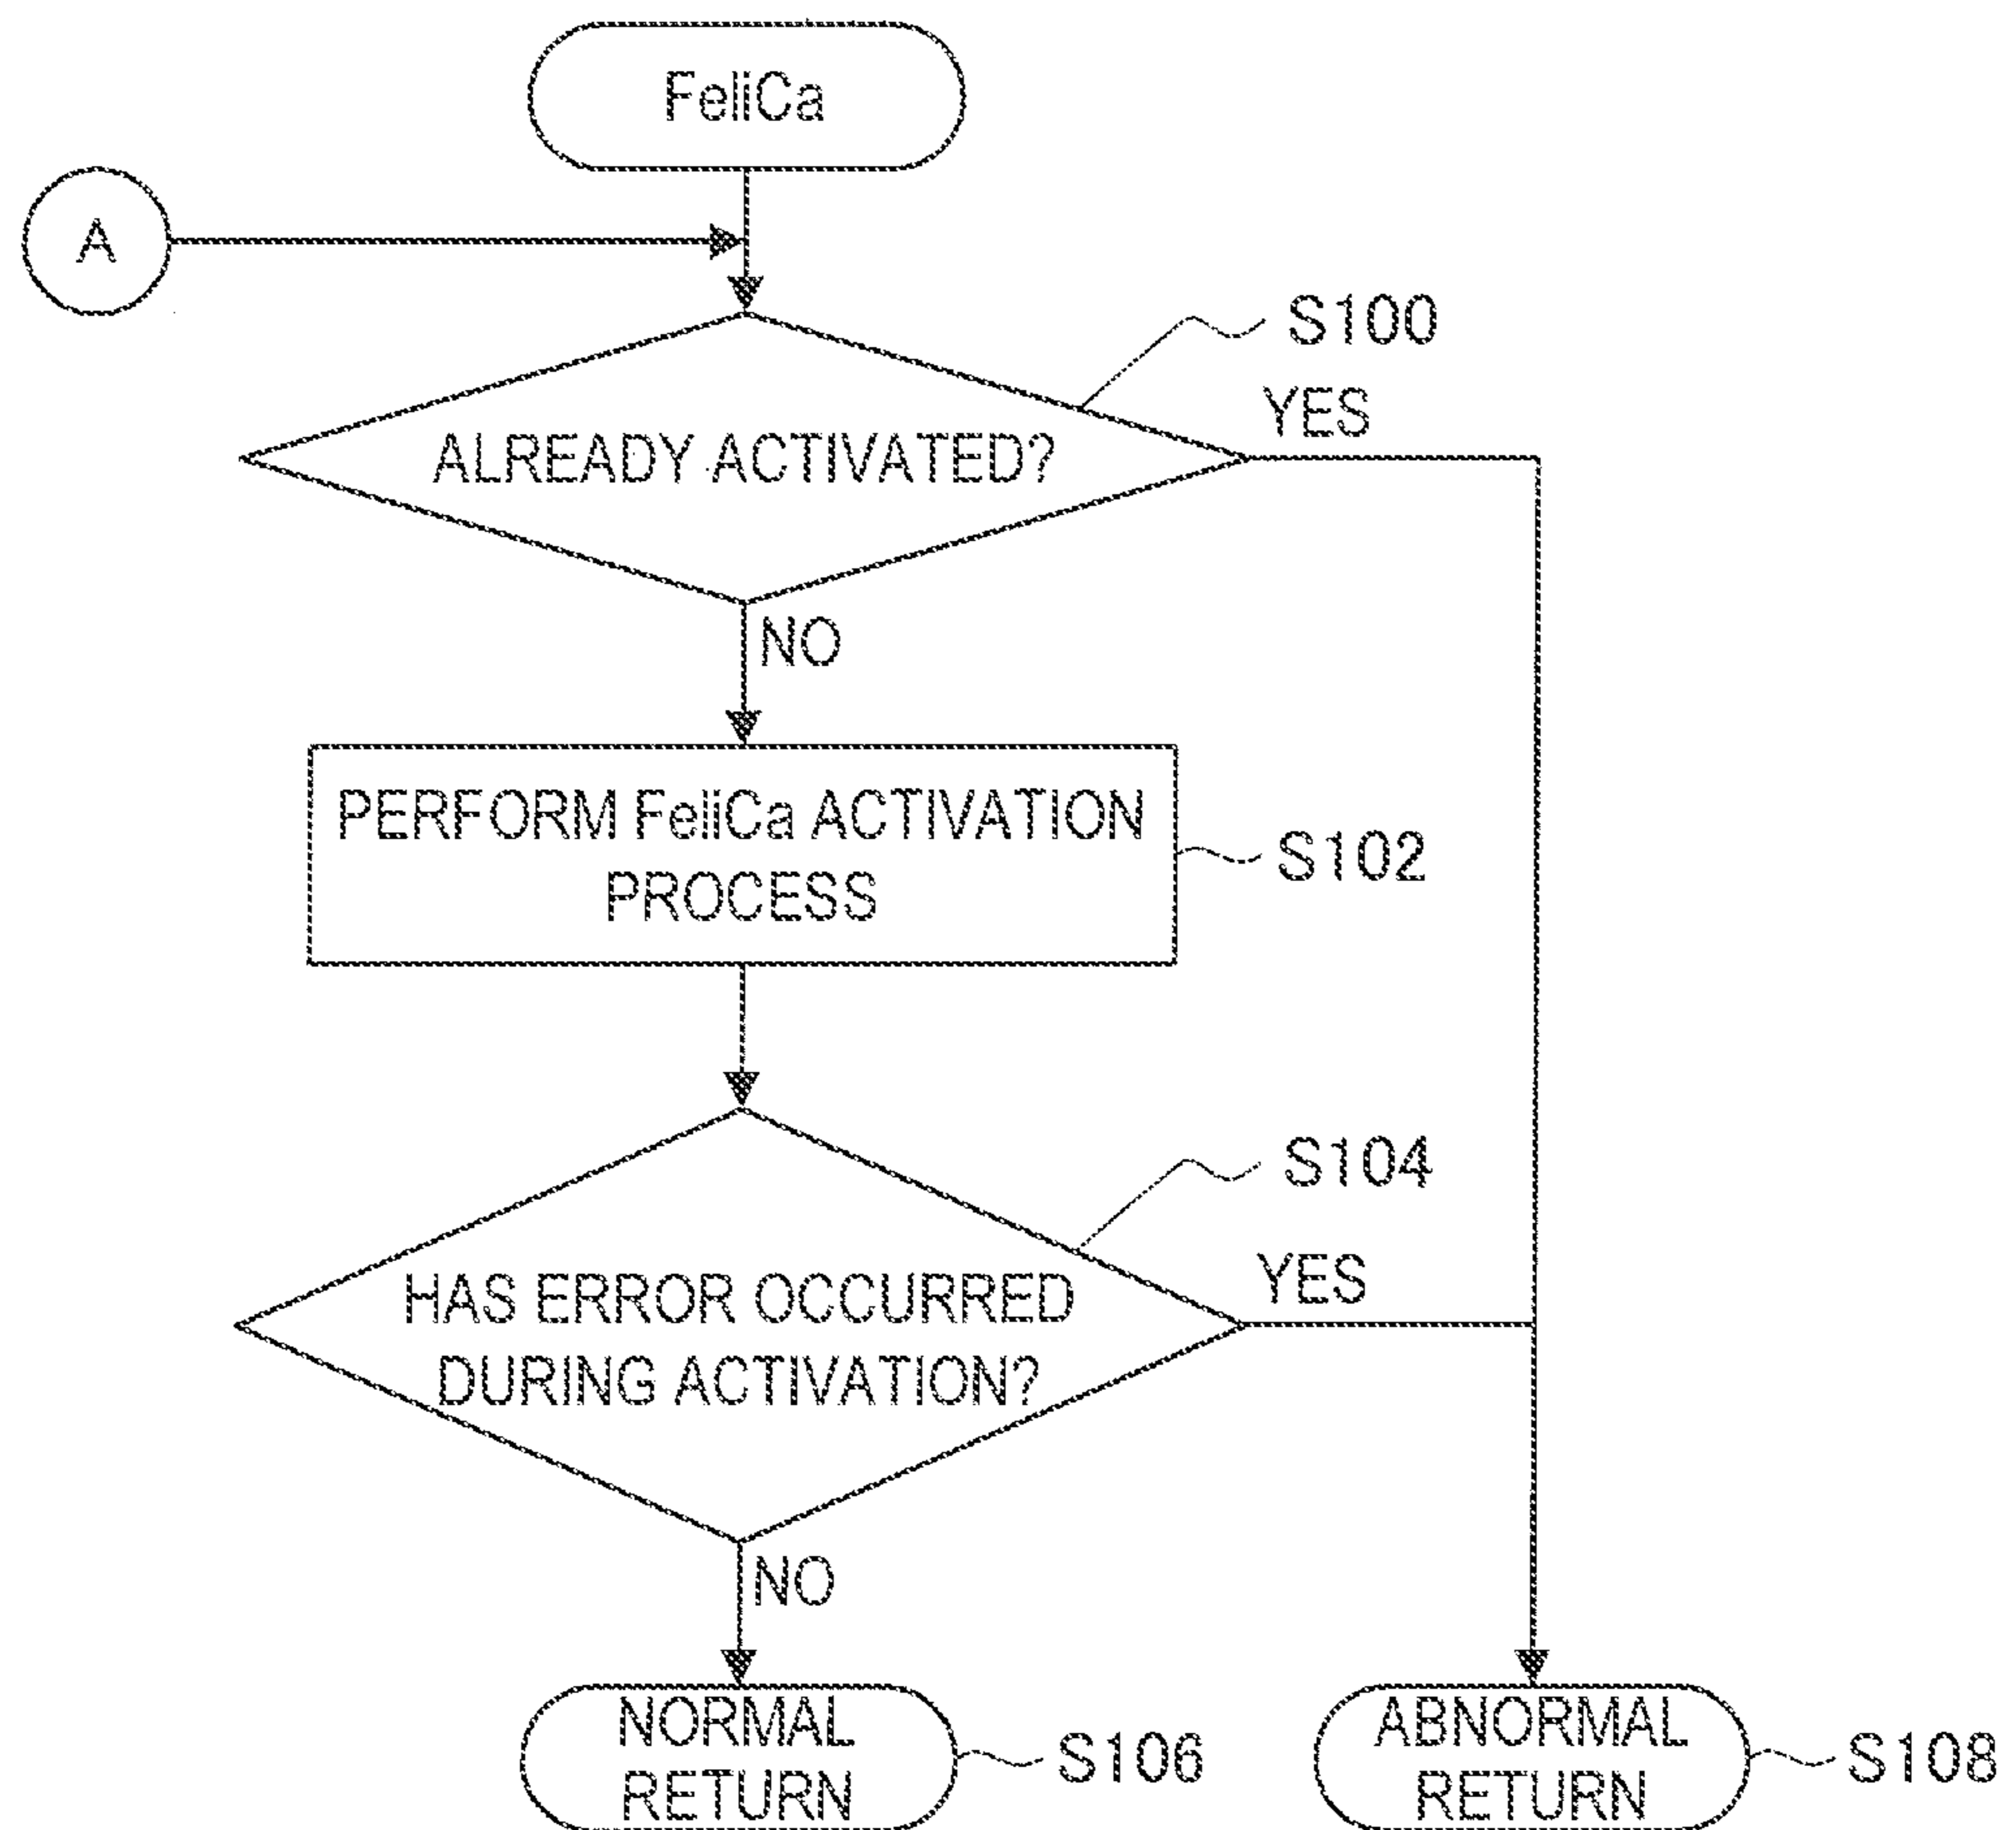 FeliCa
A
S100
YES
ALREADY ACTIVATED?
NO
PERFORM FeliCa ACTIVATION
PROCESS
S102
S104
YES
HAS ERROR OCCURRED
DURING ACTIVATION?
NO
NORMAL
RETURN
S106
ABNORMAL
RETURN
S108